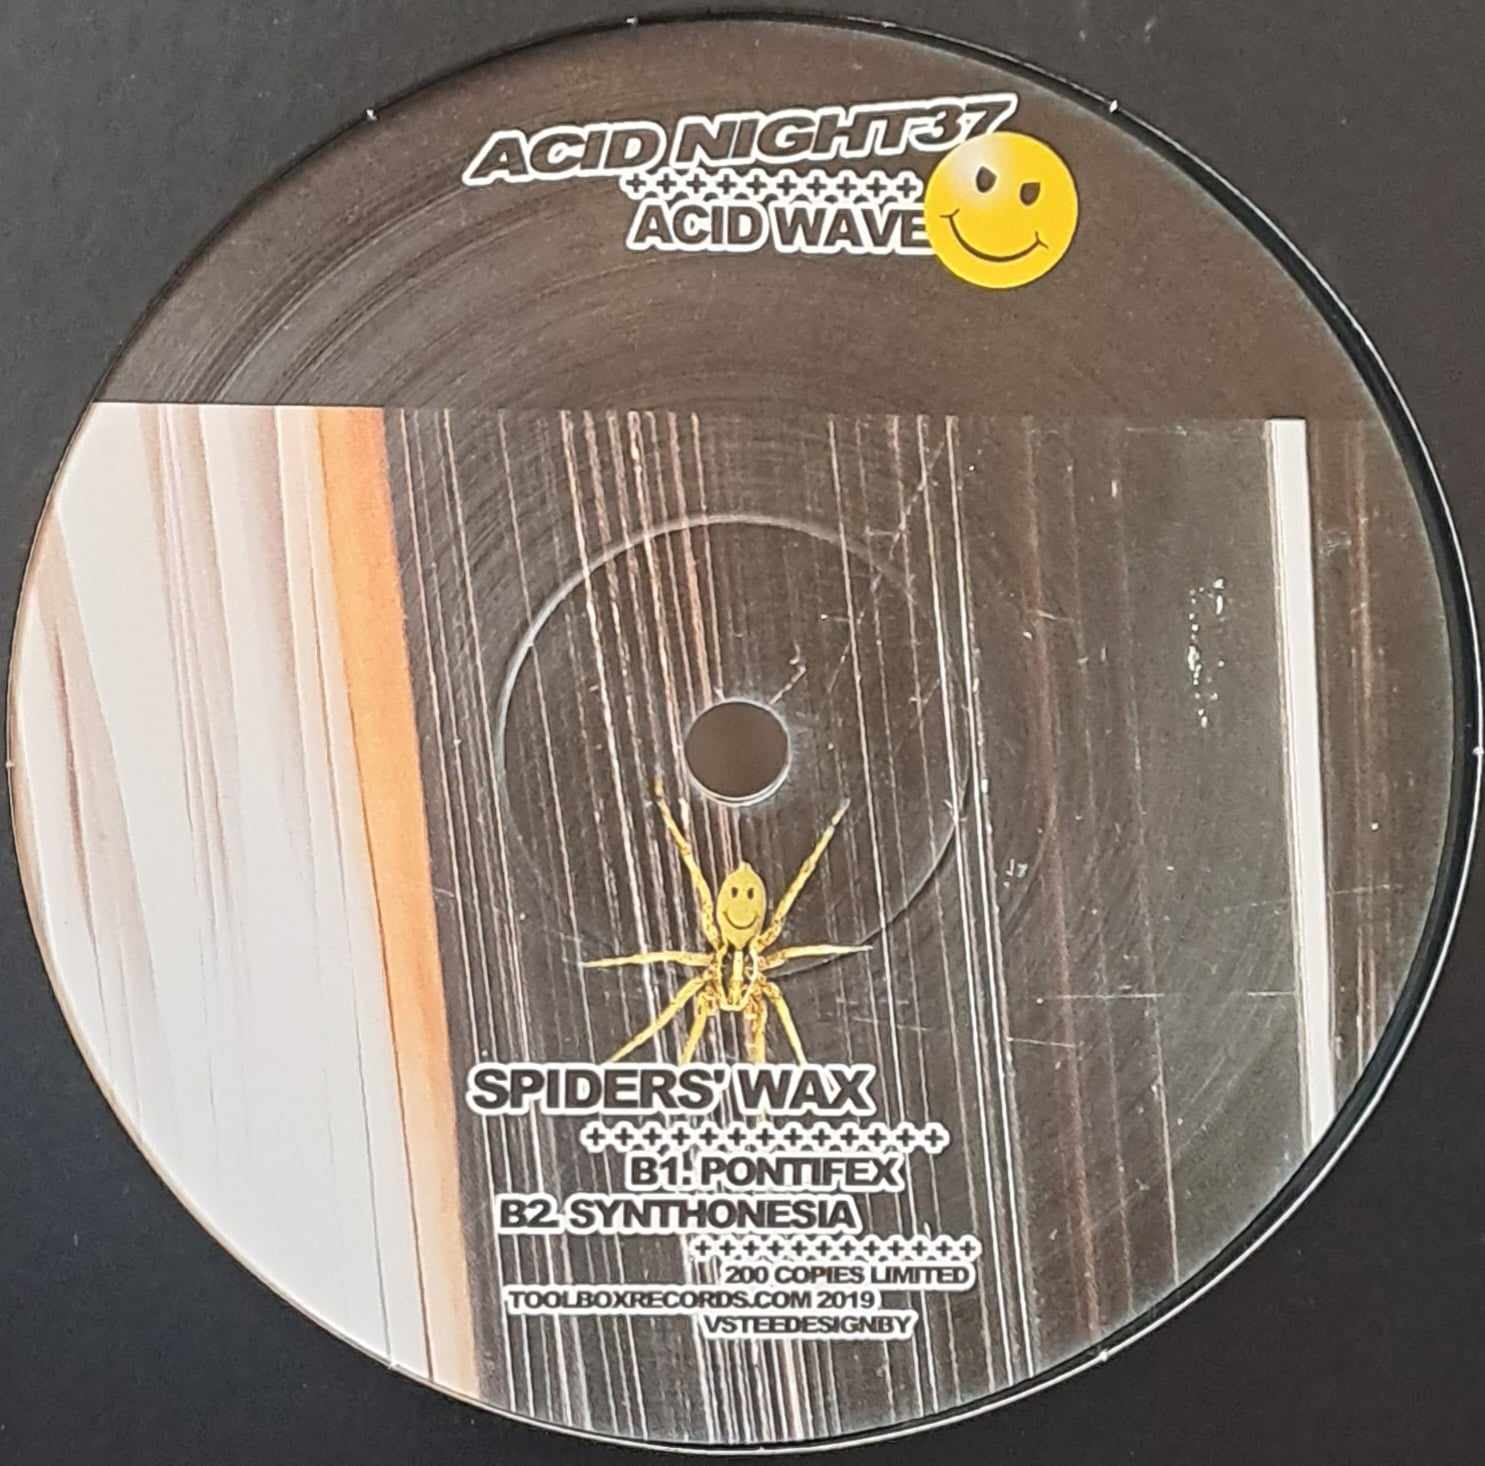 ACID NIGHT37
++++++++++
ACID WAVE
SPIDERS' WAX
++++++++++++++
B1. PONTIFEX
B2. SYNTHONESIA
++++++++++++
200 COPIES LIMITED
TOOLBOXRECORDS.COM 2019
VSTEEDESIGNBY